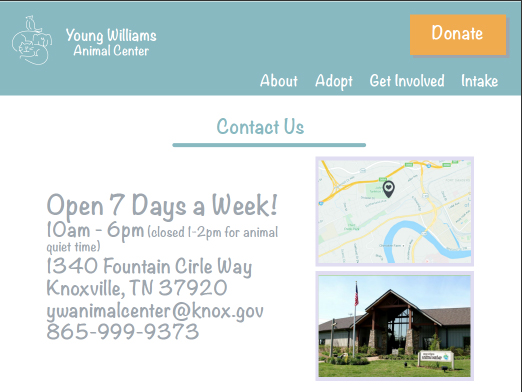 Young Williams
Animal Center
Donate
About Adopt Get Involved Intake
Contact Us
Open 7 Days a Week!
10am - 6pm (closed 1-2pm for animal
quiet time)
1340 Fountain Cirle Way
Knoxville, TN 37920
ywanimalcenter@knox.gov
865-999-9373